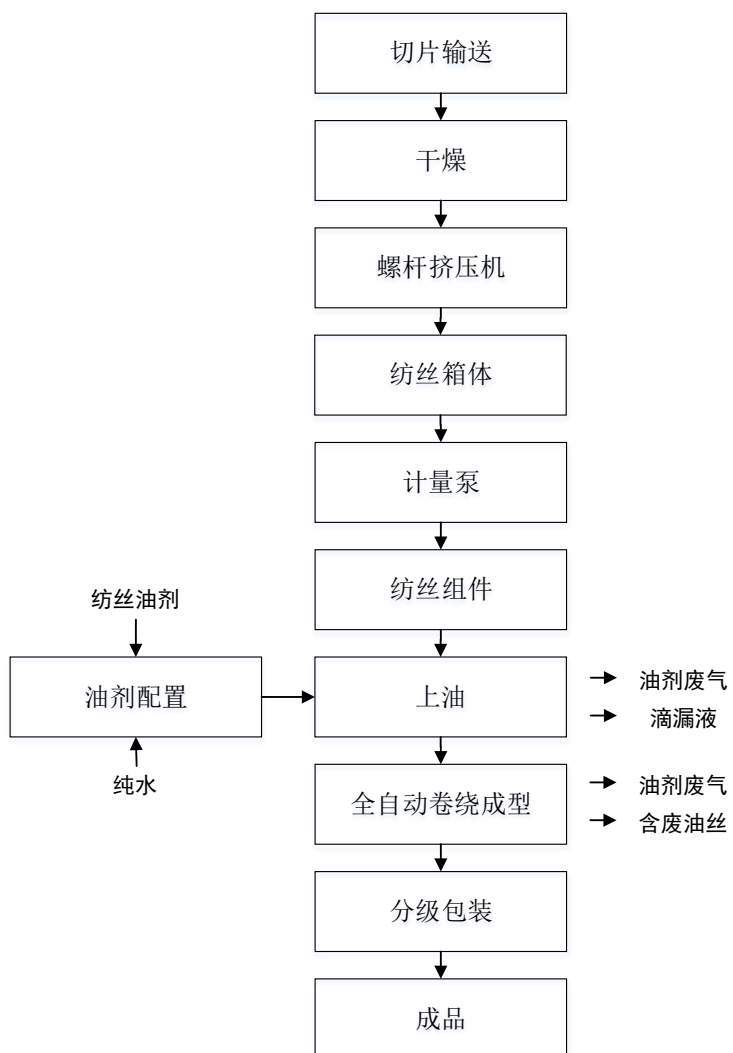 切片输送
干燥
螺杆挤压机
纺丝箱体
计量泵
纺丝组件
纺丝油剂
油剂配置
纯水
上油
油剂废气
滴漏液
全自动卷绕成型
油剂废气
含废油丝
分级包装
成品